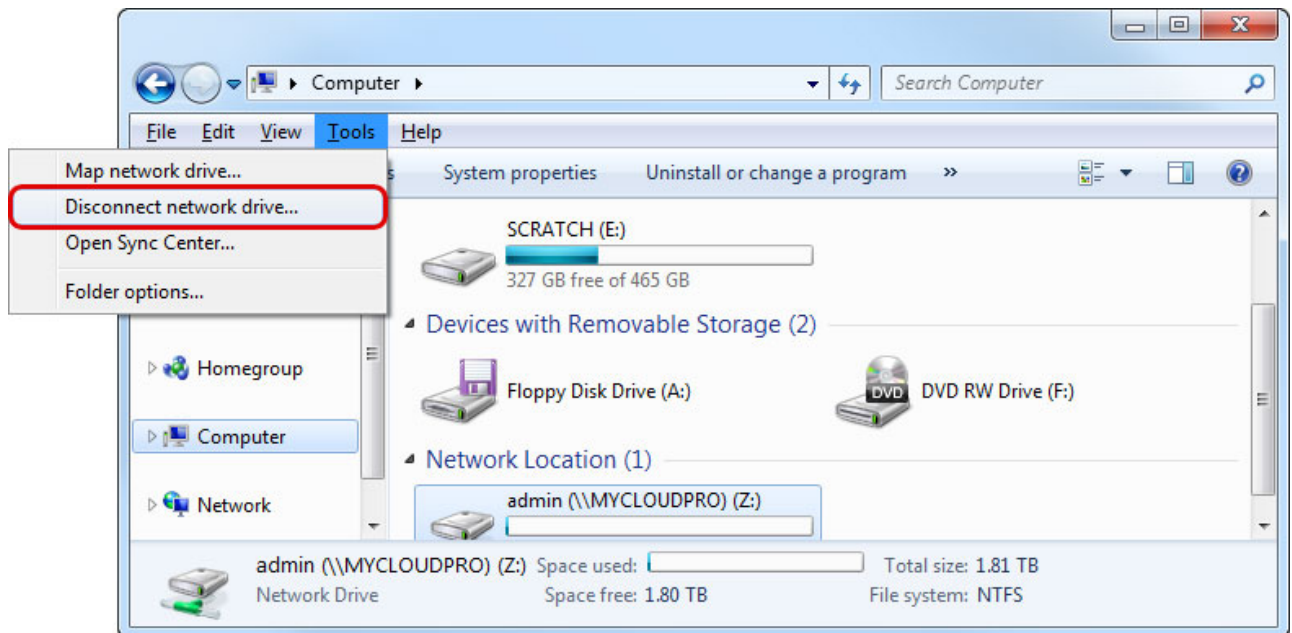 Computer
Search Computer
File Edit View Tools Help
Map network drive...
Disconnect network drive...
Open Sync Center...
Folder options...
System properties Uninstall or change a program »
SCRATCH (E:)
327 GB free of 465 GB
Devices with Removable Storage (2)
Floppy Disk Drive (A:)
DVD
DVD RW Drive (F:)
Homegroup
Computer
Network
Network Location (1)
admin (\\MYCLOUDPRO) (Z:)
admin (\\MYCLOUDPRO) (Z:) Space used: Total size: 1.81 TB
Network Drive Space free: 1.80 TB File system: NTFS